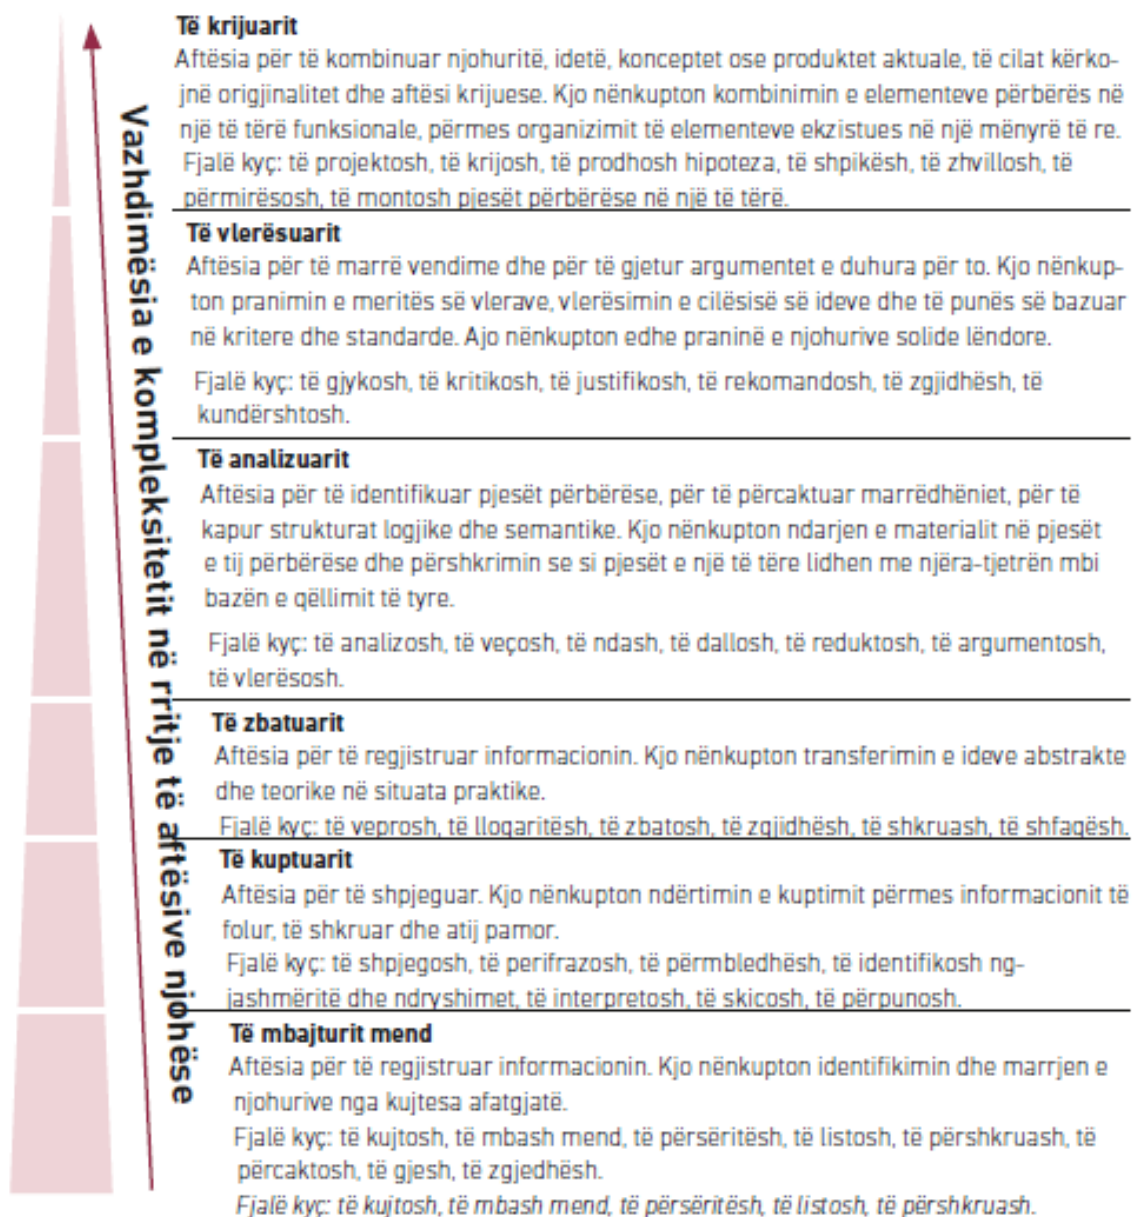 Të krijuarit
Aftësia për të kombinuar njohuritë, idetë, konceptet ose produktet aktuale, të cilat kërko-
jnë origjinalitet dhe aftësi krijuese. Kjo nënkupton kombinimin e elementeve përbërës në
një të tërë funksionale, përmes organizimit të elementeve ekzistues në një mënyrë të re.
Fjalë kyç: të projektosh, të krijosh, të prodhosh hipoteza, të shpikësh, të zhvillosh, të
përmirësosh, të montosh pjesët përbërëse në një të tërë.
Të vlerësuarit
Aftësia për të marrë vendime dhe për të gjetur argumentet e duhura për to. Kjo nënkup-
ton pranimin e meritës së vlerave, vlerësimin e cilësisë së ideve dhe të punës së bazuar
në kritere dhe standarde. Ajo nënkupton edhe praninë e njohurive solide lëndore.
Fjalë kyç: të gjykosh, të kritikosh, të justifikosh, të rekomandosh, të zgjidhësh, të
kundërshtosh.
Të analizuarit
Aftësia për të identifikuar pjesët përbërëse, për të përcaktuar marrëdhëniet, për të
kapur strukturat logjike dhe semantike. Kjo nënkupton ndarjen e materialit në pjesët
e tij përbërëse dhe përshkrimin se si pjesët e një të tëre lidhen me njëra-tjetrën mbi
bazën e qëllimit të tyre.
Fjalë kyç: të analizosh, të veçosh, të ndash, të dallosh, të reduktosh, të argumentosh,
të vlerësosh.
Të zbatuarit
Aftësia për të regjistruar informacionin. Kjo nënkupton transferimin e ideve abstrakte
dhe teorike në situata praktike.
Fjalë kyç: të veprosh, të llogaritësh, të zbatosh, të zgjidhësh, të shkruash, të shfaqësh.
Të kuptuarit
Aftësia për të shpjeguar. Kjo nënkupton ndërtimin e kuptimit përmes informacionit të
folur, të shkruar dhe atij pamor.
Fjalë kyç: të shpjegosh, të perifrazosh, të përmbledhësh, të identifikosh ng-
jashmëritë dhe ndryshimet, të interpretosh, të skicosh, të përpunosh.
Të mbajturit mend
Aftësia për të regjistruar informacionin. Kjo nënkupton identifikimin dhe marrjen e
njohurive nga kujtesa afatgjatë.
Fjalë kyç: të kujtosh, të mbash mend, të përsëritësh, të listosh, të përshkruash, të
përcaktosh, të gjesh, të zgjedhësh.
Fjalë kyç: të kujtosh, të mbash mend, të përsëritësh, të listosh, të përshkruash.
Vazhdimësia e kompleksitetit në rritje të aftësive njohëse